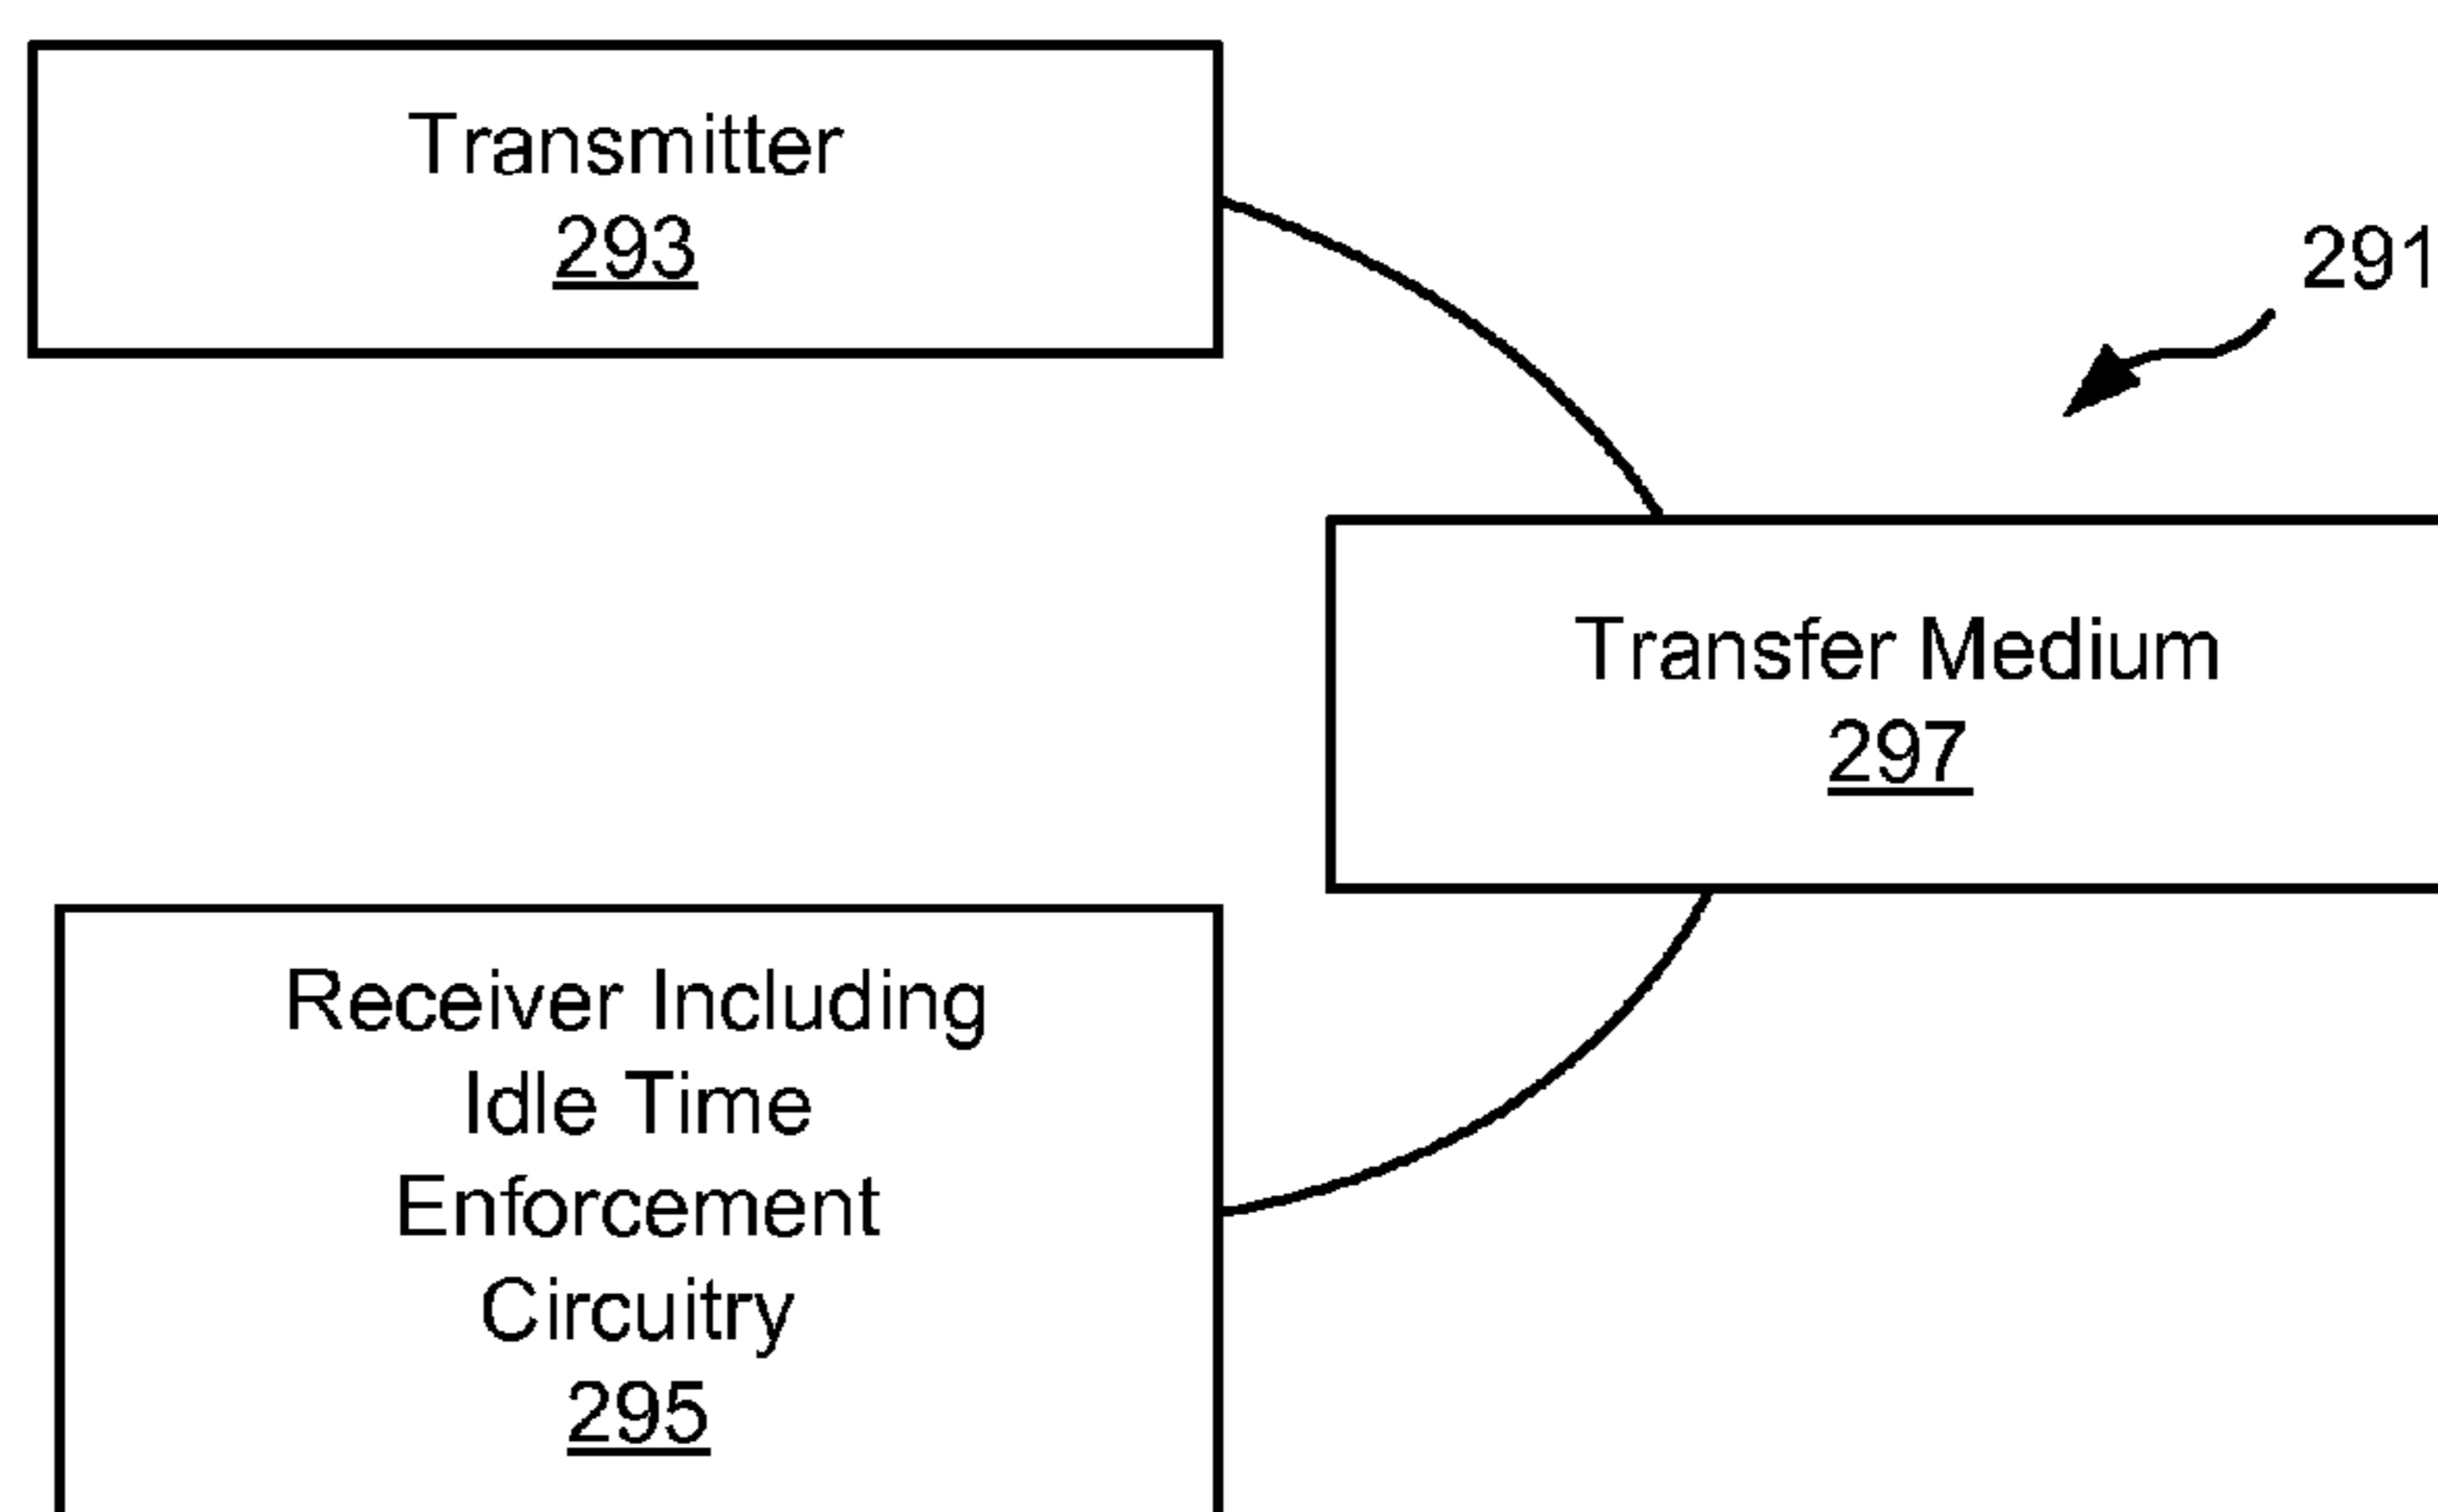 Transmitter
293
291
Transfer Medium
297
Receiver Including
Idle Time
Enforcement
Circuitry
295